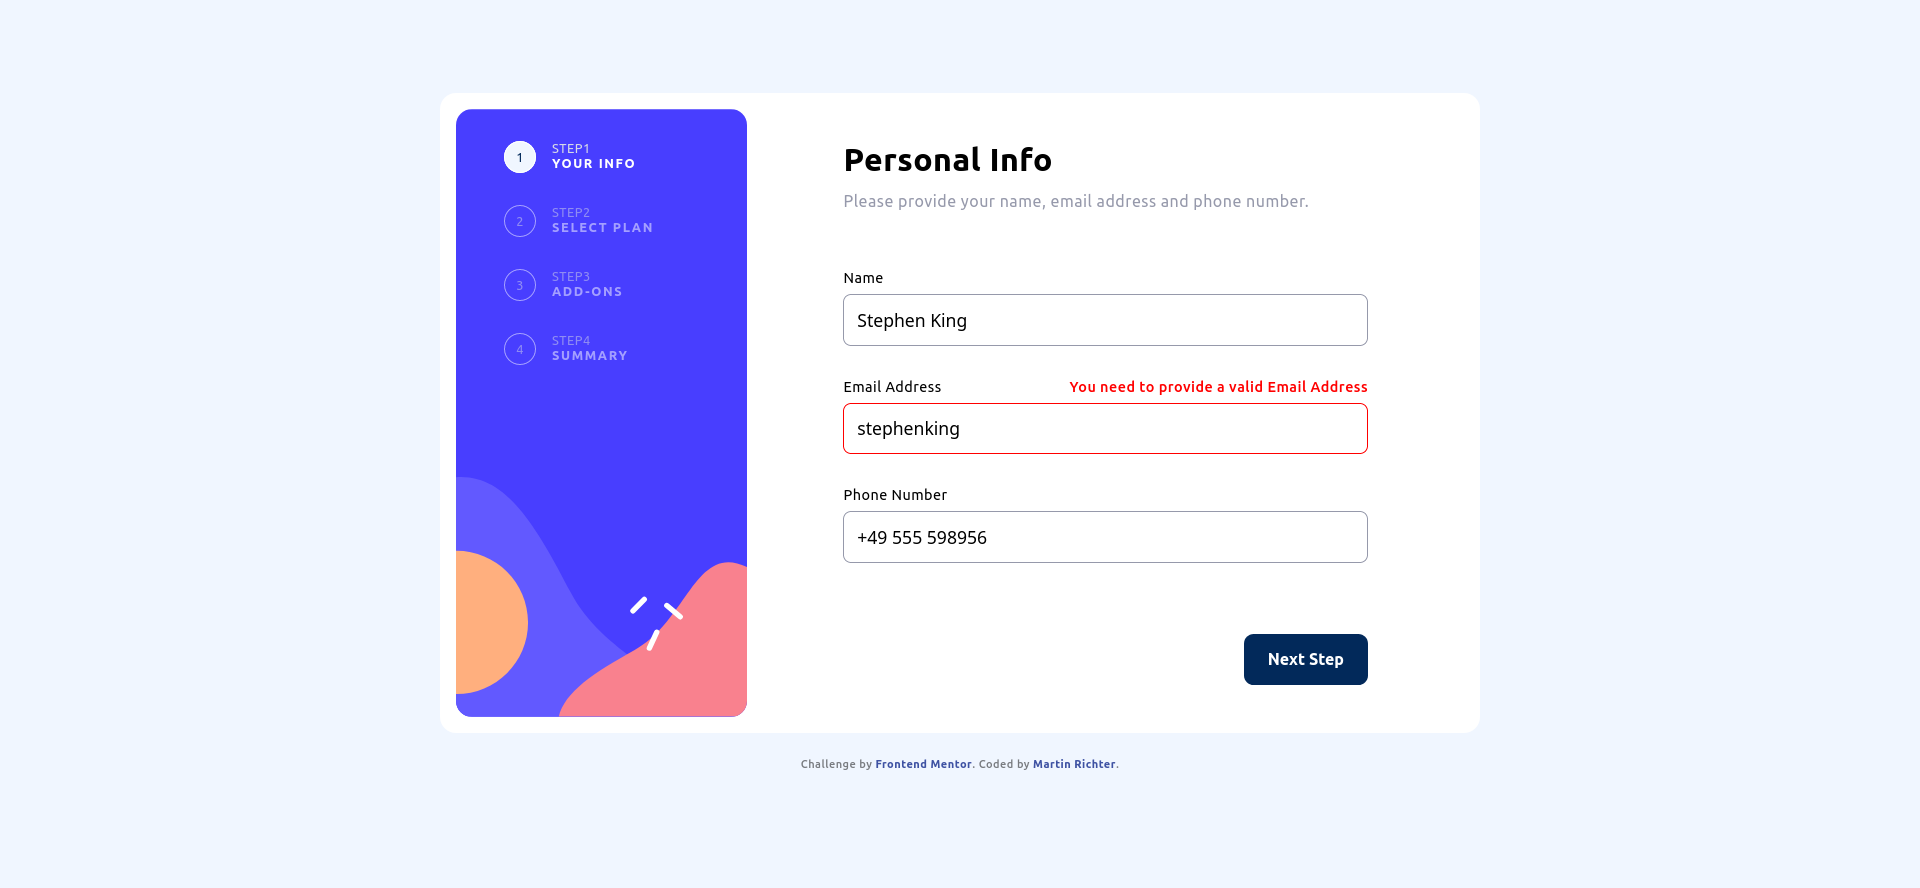 1
STEP1
YOUR INFO
2
STEP2
SELECT PLAN
3
STEP3
ADD-ONS
4
STEP4
SUMMARY
Personal Info
Please provide your name, email address and phone number.
Name
Stephen King
Email Address
You need to provide a valid Email Address
stephenking
Phone Number
+49 555 598956
Next Step
Challenge by Frontend Mentor. Coded by Martin Richter.